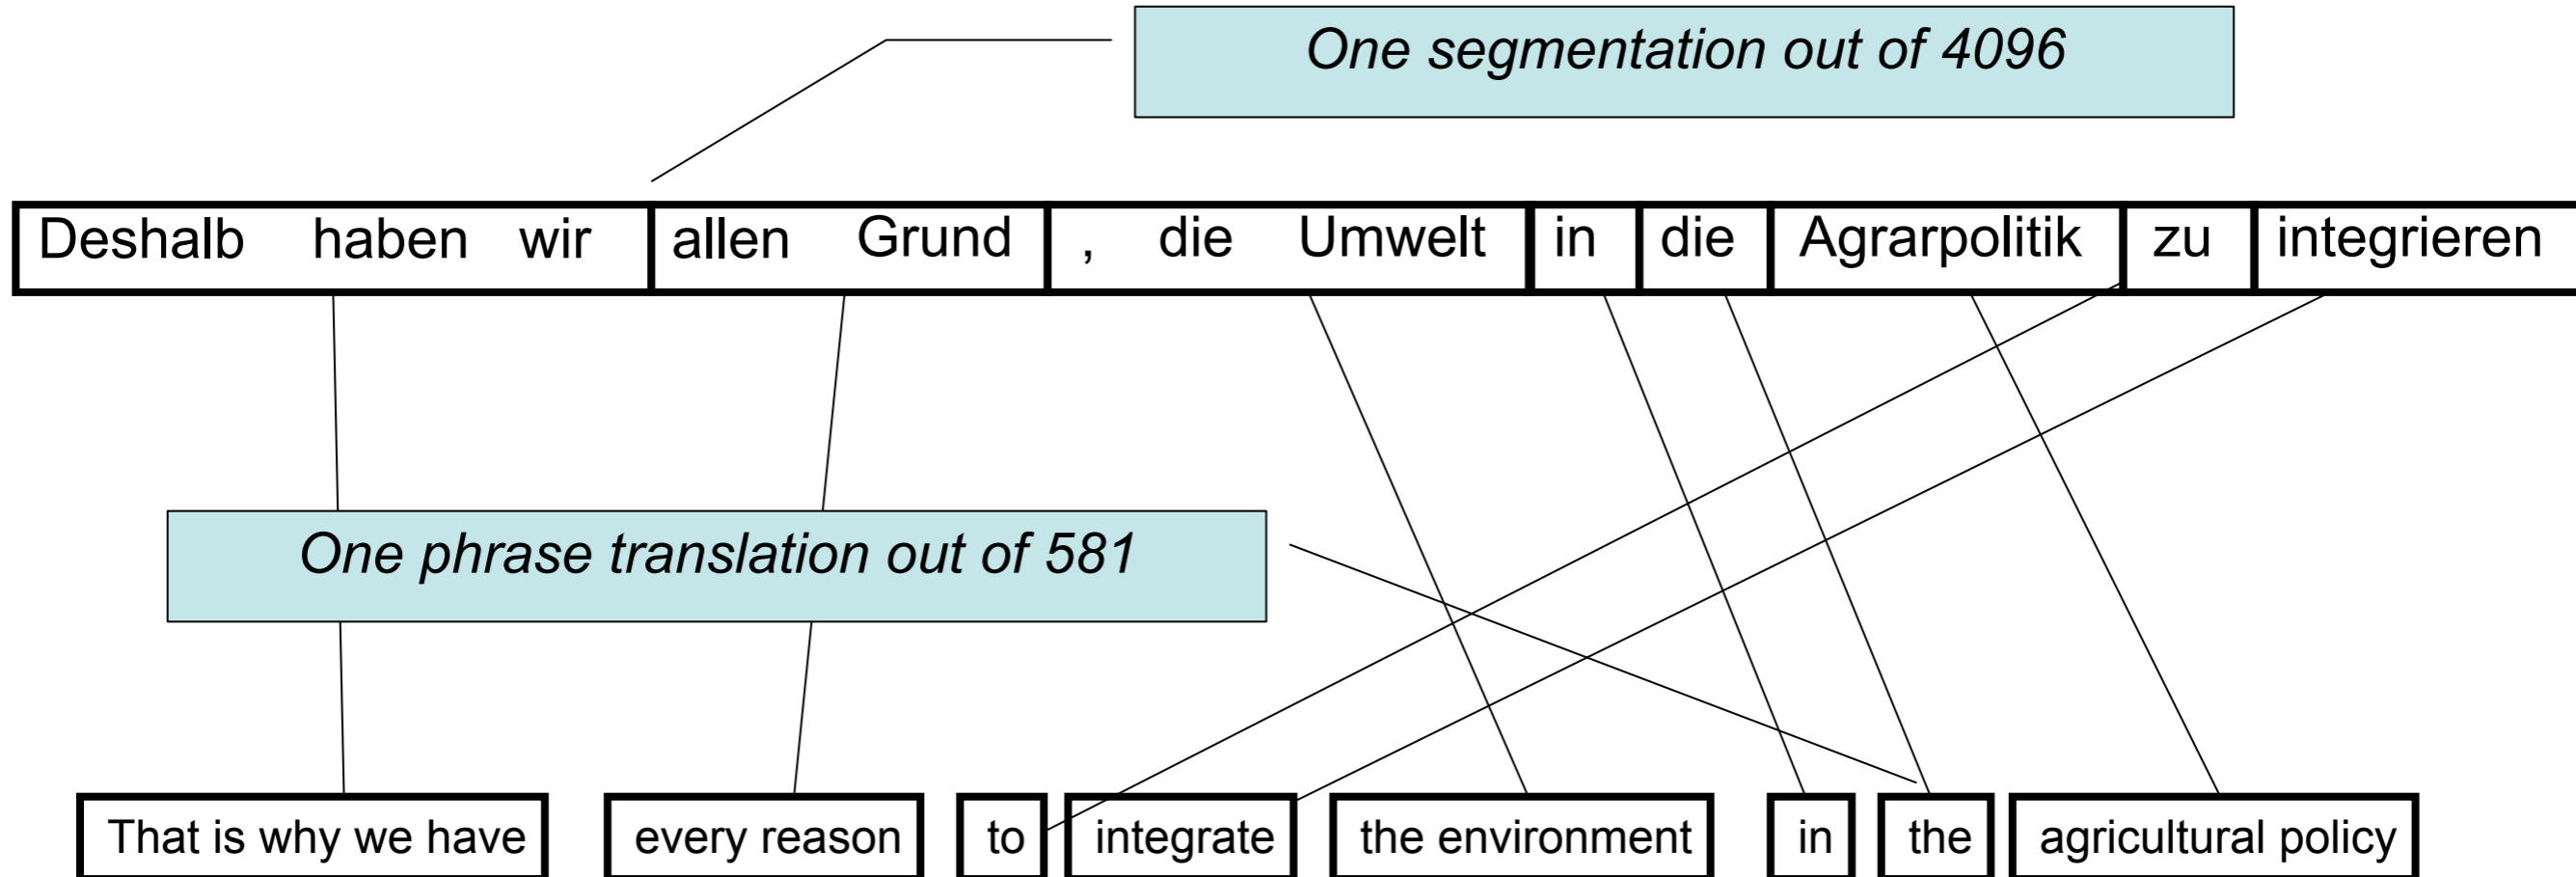 One segmentation out of 4096
Deshalb haben wir allen Grund , die Umwelt in die Agrarpolitik zu integrieren
One phrase translation out of 581
That is why we have every reason to integrate the environment in the agricultural policy